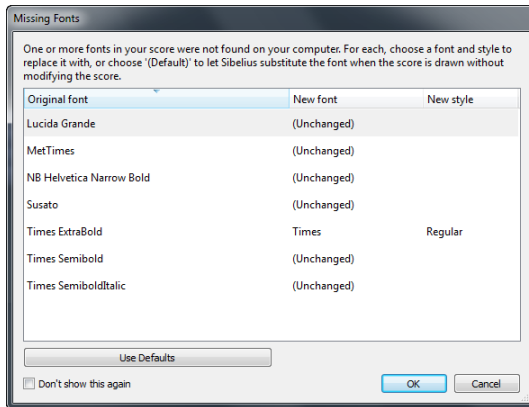 Missing Fonts
One or more fonts in your score were not found on your computer. For each, choose a font and style to
replace it with, or choose '(Default)' to let Sibelius substitute the font when the score is drawn without
modifying the score.
Original font New font New style
Lucida Grande (Unchanged)
MetTimes (Unchanged)
NB Helvetica Narrow Bold (Unchanged)
Susato (Unchanged)
Times ExtraBold Times Regular
Times Semibold (Unchanged)
Times SemiboldItalic (Unchanged)
Use Defaults
Don't show this again OK Cancel